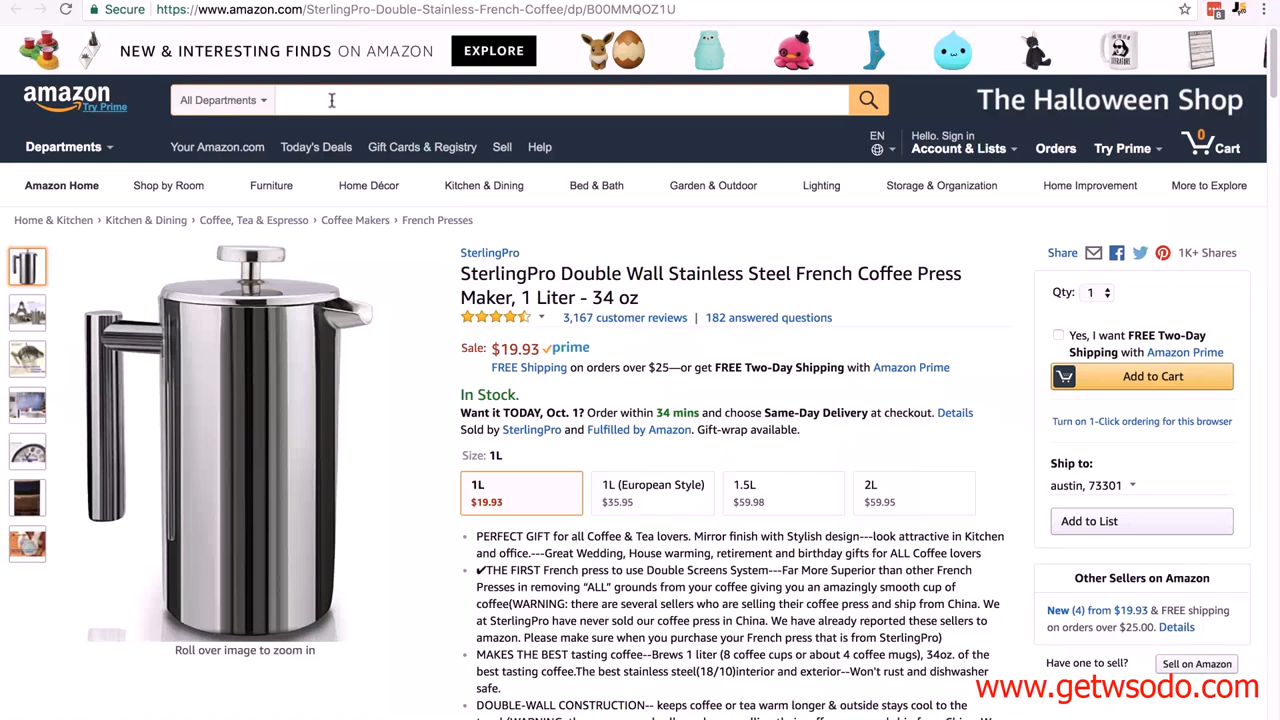 Secure https://www.amazon.com/SterlingPro-Double-Stainless-French-Coffee/dp/B00MMQOZ1U
8
NEW & INTERESTING FINDS ON AMAZON
EXPLORE
LITERATURE
amazon
Try Prime
All Departments
The Halloween Shop
Departments
Your Amazon.com
Today's Deals
Gift Cards & Registry
Sell
Help
EN
Hello. Sign in
Account & Lists
Orders
Try Prime
0
Cart
Amazon Home
Shop by Room
Furniture
Home Décor
Kitchen & Dining
Bed & Bath
Garden & Outdoor
Lighting
Storage & Organization
Home Improvement
More to Explore
Home & Kitchen › Kitchen & Dining › Coffee, Tea & Espresso › Coffee Makers › French Presses
SterlingPro
SterlingPro Double Wall Stainless Steel French Coffee Press
Maker, 1 Liter - 34 oz
3,167 customer reviews | 182 answered questions
Sale: $19.93 prime
FREE Shipping on orders over $25—or get FREE Two-Day Shipping with Amazon Prime
In Stock.
Want it TODAY, Oct. 1? Order within 34 mins and choose Same-Day Delivery at checkout. Details
Sold by SterlingPro and Fulfilled by Amazon. Gift-wrap available.
Size: 1L
1L
$19.93
1L (European Style)
$35.95
1.5L
$59.98
2L
$59.95
• PERFECT GIFT for all Coffee & Tea lovers. Mirror finish with Stylish design---look attractive in Kitchen
and office.---Great Wedding, House warming, retirement and birthday gifts for ALL Coffee lovers
• ✔THE FIRST French press to use Double Screens System---Far More Superior than other French
Presses in removing “ALL” grounds from your coffee giving you an amazingly smooth cup of
coffee(WARNING: there are several sellers who are selling their coffee press and ship from China. We
at SterlingPro have never sold our coffee press in China. We have already reported these sellers to
amazon. Please make sure when you purchase your French press that is from SterlingPro)
• MAKES THE BEST tasting coffee--Brews 1 liter (8 coffee cups or about 4 coffee mugs), 34oz. of the
best tasting coffee.The best stainless steel(18/10)interior and exterior--Won't rust and dishwasher
safe.
• DOUBLE-WALL CONSTRUCTION-- keeps coffee or tea warm longer & outside stays cool to the
Roll over image to zoom in
Share
1K+ Shares
Qty: 1
Yes, I want FREE Two-Day
Shipping with Amazon Prime
Add to Cart
Turn on 1-Click ordering for this browser
Ship to:
austin, 73301
Add to List
Other Sellers on Amazon
New (4) from $19.93 & FREE shipping
on orders over $25.00. Details
Have one to sell?
Sell on Amazon
www.getwsodo.com